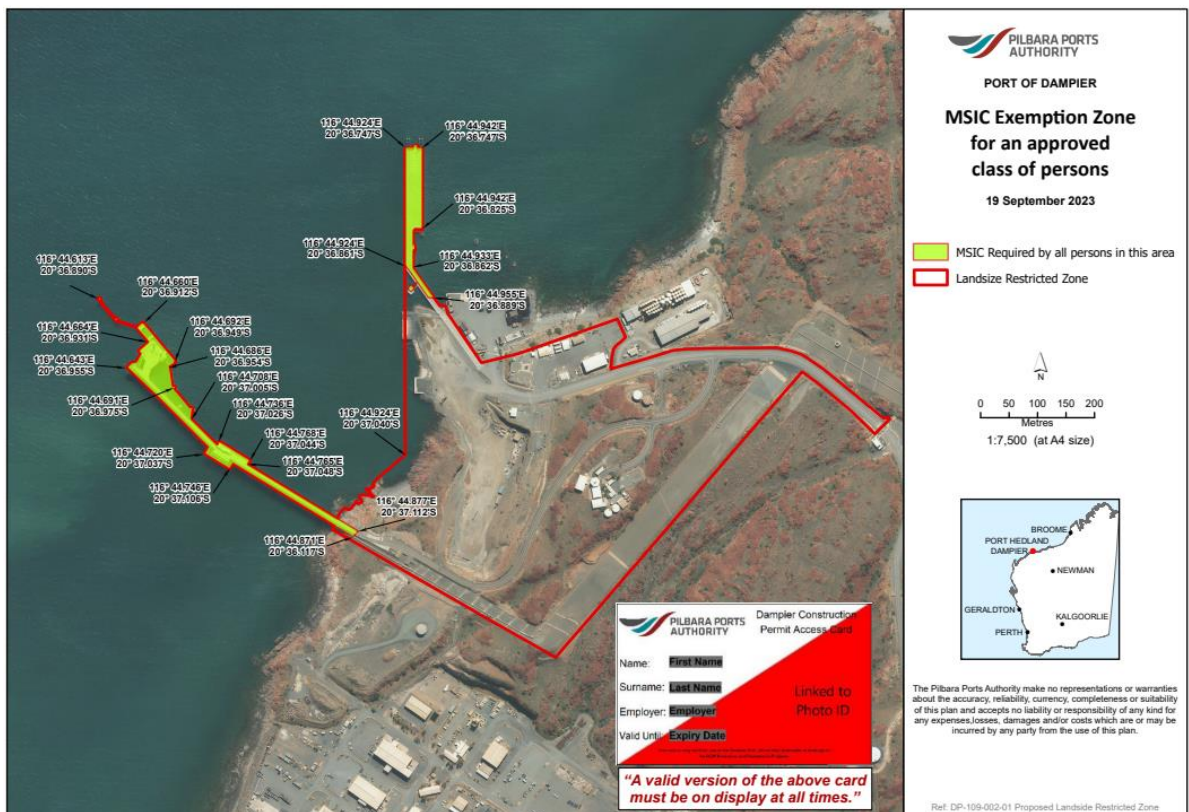 116° 44.924'E
20° 36.747'S
116° 44.942'E
20° 36.747'S
116° 44.942'E
20° 36.825'S
116° 44.924'E
20° 36.861'S
116° 44.933'E
20° 36.862'S
116° 44.955'E
20° 36.889'S
116° 44.613'E
20° 36.890'S
116° 44.660'E
20° 36.912'S
116° 44.664'E
20° 36.931'S
116° 44.692'E
20° 36.949'S
116° 44.643'E
20° 36.955'S
116° 44.686'E
20° 36.954'S
116° 44.691'E
20° 36.975'S
116° 44.708'E
20° 37.005'S
116° 44.736'E
20° 37.026'S
116° 44.768'E
20° 37.044'S
116° 44.720'E
20° 37.037'S
116° 44.765'E
20° 37.048'S
116° 44.746'E
20° 37.106'S
116° 44.924'E
20° 37.040'S
116° 44.877'E
20° 37.112'S
116° 44.871'E
20° 36.117'S
PILBARA PORTS
AUTHORITY
Dampier Construction
Permit Access Card
Name: First Name
Surname: Last Name
Employer: Employer
Valid Until: Expiry Date
Linked to
Photo ID
"A valid version of the above card
must be on display at all times."
PILBARA PORTS
AUTHORITY
PORT OF DAMPIER
MSIC Exemption Zone
for an approved
class of persons
19 September 2023
MSIC Required by all persons in this area
Landsize Restricted Zone
N
0 50 100 200
Metres
1:7,500 (at A4 size)
BROOME
PORT HEDLAND
DAMPIER
NEWMAN
GERALDTON
KALGOORLIE
PERTH
The Pilbara Ports Authority make no representations or warranties
about the accuracy, reliability, currency, completeness or suitability
of this plan and accepts no liability or responsibility of any kind for
any expenses,losses, damages and/or costs which are or may be
incurred by any party from the use of this plan.
Ref: DP-109-002-01 Proposed Landside Restricted Zone